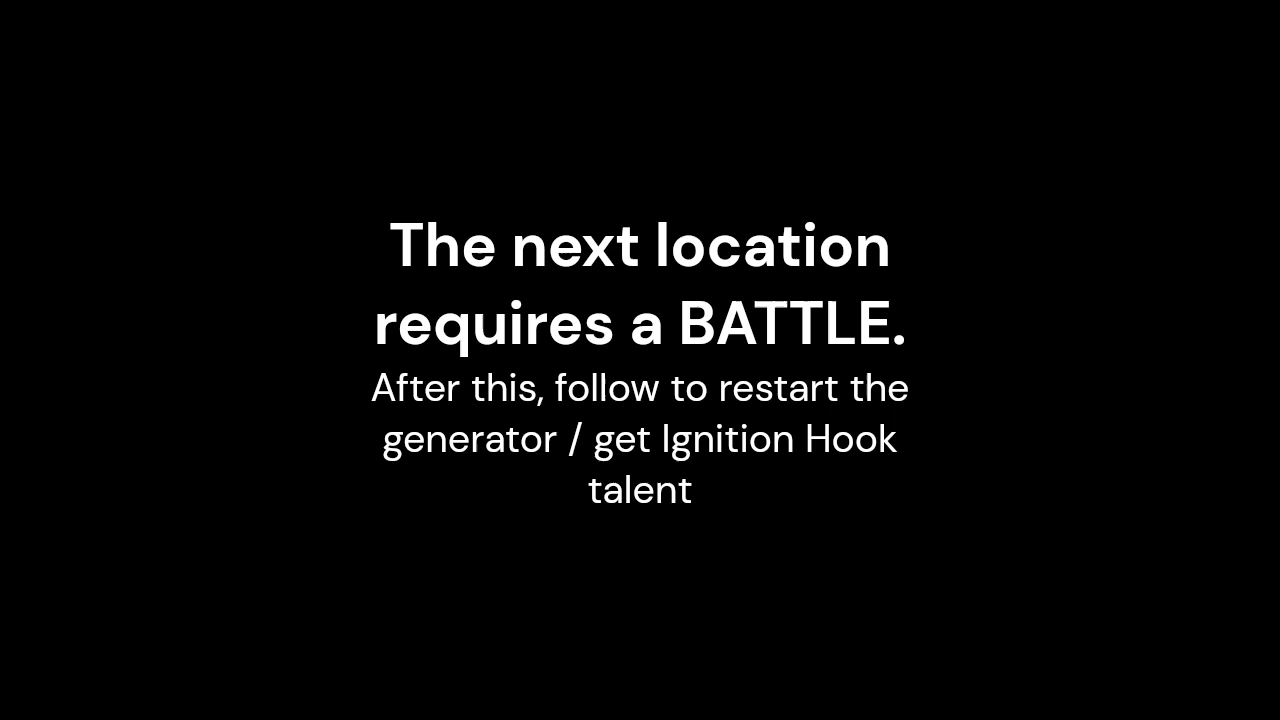 The next location
requires a BATTLE.
After this, follow to restart the
generator / get Ignition Hook
talent